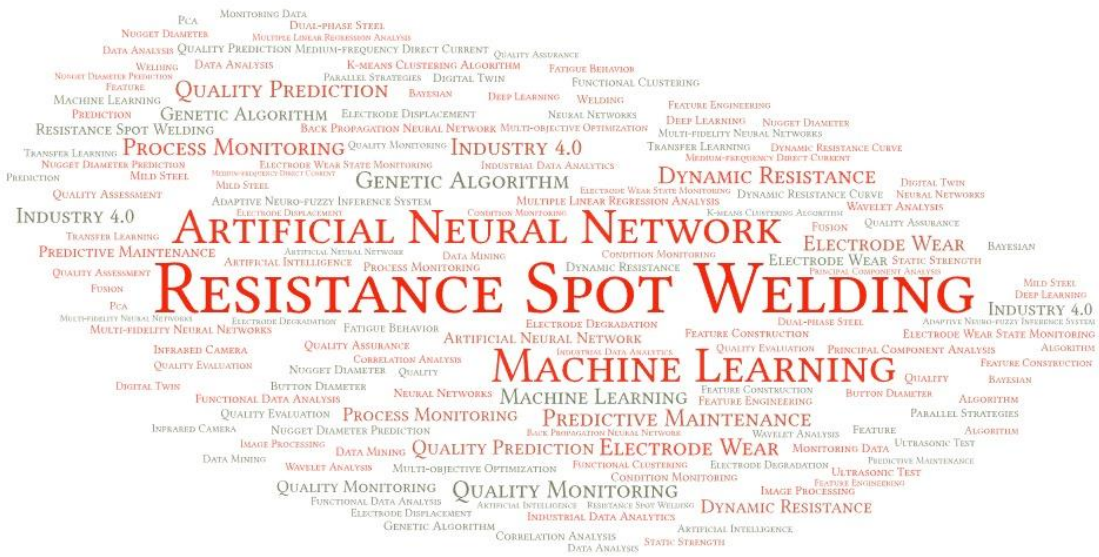 Monitoring Data
Pca
Dual-phase Steel
Nugget Diameter
Multiple Linear Regression Analysis
Data Analysis
Quality Prediction
Medium-frequency Direct Current
Quality Assurance
Welding
Data Analysis
K-means Clustering Algorithm
Fatigue Behavior
Nugget Diameter Prediction
Parallel Strategies
Digital Twin
Functional Clustering
Feature
Quality Prediction
Bayesian
Deep Learning
Welding
Machine Learning
Feature Engineering
Prediction
Genetic Algorithm
Electrode Displacement
Neural Networks
Deep Learning
Nugget Diameter
Resistance Spot Welding
Back Propagation Neural Network
Multi-objective Optimization
Multi-fidelity Neural Networks
Transfer Learning
Process Monitoring
Quality Monitoring
Industry 4.0
Transfer Learning
Dynamic Resistance Curve
Medium-frequency Direct Current
Nugget Diameter Prediction
Electrode Wear State Monitoring
Industrial Data Analytics
Prediction
Mild Steel
Medium-frequency Direct Current
Mild Steel
Genetic Algorithm
Dynamic Resistance
Digital Twin
Quality Assessment
Adaptive Neuro-fuzzy Inference System
Electrode Wear State Monitoring
Multiple Linear Regression Analysis
Dynamic Resistance Curve
Neural Networks
Wavelet Analysis
Industry 4.0
Electrode Displacement
Condition Monitoring
K-means Clustering Algorithm
Quality Assurance
Artificial Neural Network
Fusion
Transfer Learning
Electrode Wear
Bayesian
Predictive Maintenance
Artificial Neural Network
Data Mining
Condition Monitoring
Electrode Wear
Static Strength
Artificial Intelligence
Process Monitoring
Dynamic Resistance
Principal Component Analysis
Quality Assessment
Resistance Spot Welding
Mild Steel
Fusion
Deep Learning
Pca
Industry 4.0
Multi-fidelity Neural Networks
Electrode Degradation
Electrode Degradation
Dual-phase Steel
Adaptive Neuro-fuzzy Inference System
Multi-fidelity Neural Networks
Fatigue Behavior
Artificial Neural Network
Feature Construction
Electrode Wear State Monitoring
Infrared Camera
Quality Assurance
Industrial Data Analytics
Quality Evaluation
Principal Component Analysis
Algorithm
Quality Evaluation
Correlation Analysis
Machine Learning
Feature Construction
Nugget Diameter
Quality
Quality
Bayesian
Digital Twin
Button Diameter
Neural Networks
Machine Learning
Feature Construction
Button Diameter
Functional Data Analysis
Feature Engineering
Algorithm
Quality Evaluation
Process Monitoring
Predictive Maintenance
Parallel Strategies
Infrared Camera
Nugget Diameter Prediction
Back Propagation Neural Network
Wavelet Analysis
Feature
Algorithm
Image Processing
Data Mining
Quality Prediction
Electrode Wear
Monitoring Data
Ultrasonic Test
Data Mining
Wavelet Analysis
Multi-objective Optimization
Functional Clustering
Electrode Degradation
Predictive Maintenance
Condition Monitoring
Ultrasonic Test
Quality Monitoring
Quality Monitoring
Image Processing
Feature Engineering
Functional Data Analysis
Artificial Intelligence
Resistance Spot Welding
Dynamic Resistance
Electrode Displacement
Industrial Data Analytics
Genetic Algorithm
Artificial Intelligence
Correlation Analysis
Static Strength
Data Analysis